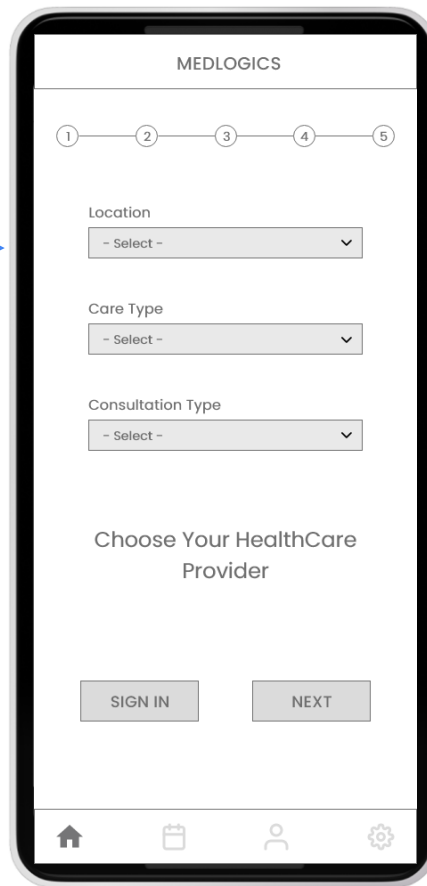 MEDLOGICS
1 2 3 4 5
Location
- Select -
Care Type
- Select -
Consultation Type
- Select -
Choose Your HealthCare
Provider
SIGN IN NEXT